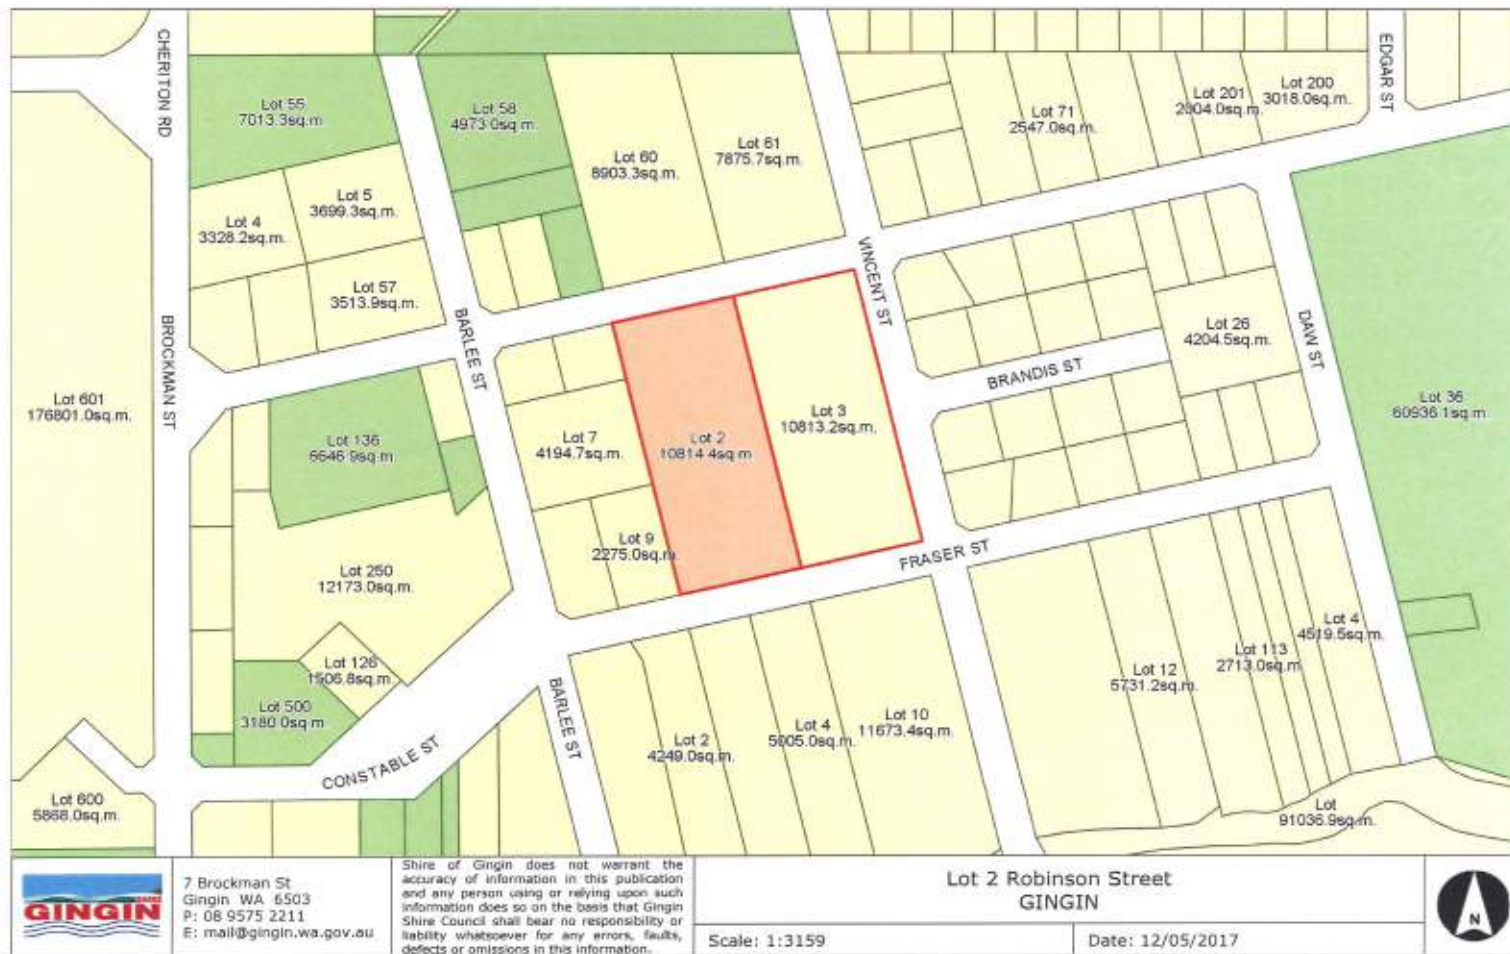 CHERITON RD
EDGAR ST
Lot 55
7013.3sq.m
Lot 58
4973.0sq.m.
Lot 60
8903.3sq.m.
Lot 61
7875.7sq.m.
Lot 71
2547.0sq.m.
Lot 201
2004.0sq.m.
Lot 200
3018.0sq.m.
Lot 5
3699.3sq.m.
Lot 4
3328.2sq.m.
Lot 57
3513.9sq.m.
VINCENT ST
BARLEE ST
BROCKMAN ST
Lot 601
176801.0sq.m.
Lot 136
6646.9sq.m
Lot 7
4194.7sq.m.
Lot 2
10814.4sq.m
Lot 3
10813.2sq.m.
BRANDIS ST
Lot 26
4204.5sq.m.
DAW ST
Lot 36
60936.1sq.m
Lot 9
2275.0sq.m.
FRASER ST
Lot 250
12173.0sq.m.
Lot 126
1506.8sq.m.
Lot 500
3180.0sq.m
CONSTABLE ST
BARLEE ST
Lot 2
4249.0sq.m.
Lot 4
5005.0sq.m.
Lot 10
11673.4sq.m.
Lot 12
5731.2sq.m.
Lot 113
2713.0sq.m
Lot 4
4519.5sq.m.
Lot
91036.9sq.m.
Lot 600
5868.0sq.m.
GINGIN
7 Brockman St
Gingin WA 6503
P: 08 9575 2211
E: mail@gingin.wa.gov.au
Shire of Gingin does not warrant the
accuracy of information in this publication
and any person using or relying upon such
information does so on the basis that Gingin
Shire Council shall bear no responsibility or
liability whatsoever for any errors, faults,
defects or omissions in this information.
Lot 2 Robinson Street
GINGIN
Scale: 1:3159
Date: 12/05/2017
N